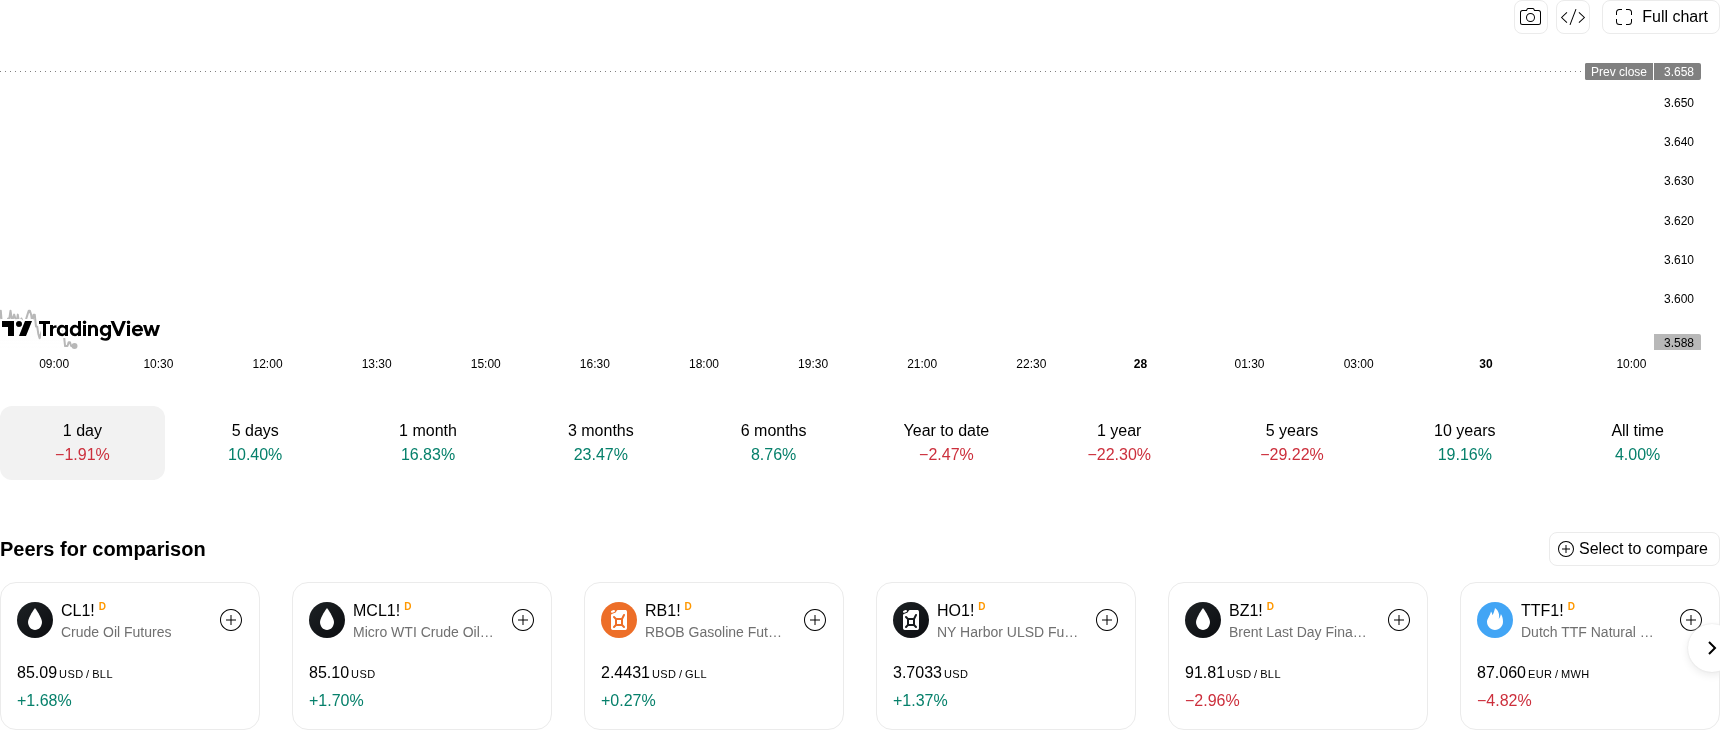 Full chart
Prev close 3.658
3.650
3.640
3.630
3.620
3.610
3.600
TradingView
3.588
09:00 10:30 12:00 13:30 15:00 16:30 18:00 19:30 21:00 22:30 28 01:30 03:00 30 10:00
1 day 5 days 1 month 3 months 6 months Year to date 1 year 5 years 10 years All time
−1.91% 10.40% 16.83% 23.47% 8.76% −2.47% −22.30% −29.22% 19.16% 4.00%
Peers for comparison
Select to compare
CL1! D
Crude Oil Futures
85.09 USD / BLL
+1.68%
MCL1! D
Micro WTI Crude Oil…
85.10 USD
+1.70%
RB1! D
RBOB Gasoline Fut…
2.4431 USD / GLL
+0.27%
HO1! D
NY Harbor ULSD Fu…
3.7033 USD
+1.37%
BZ1! D
Brent Last Day Fina…
91.81 USD / BLL
−2.96%
TTF1! D
Dutch TTF Natural …
87.060 EUR / MWH
−4.82%